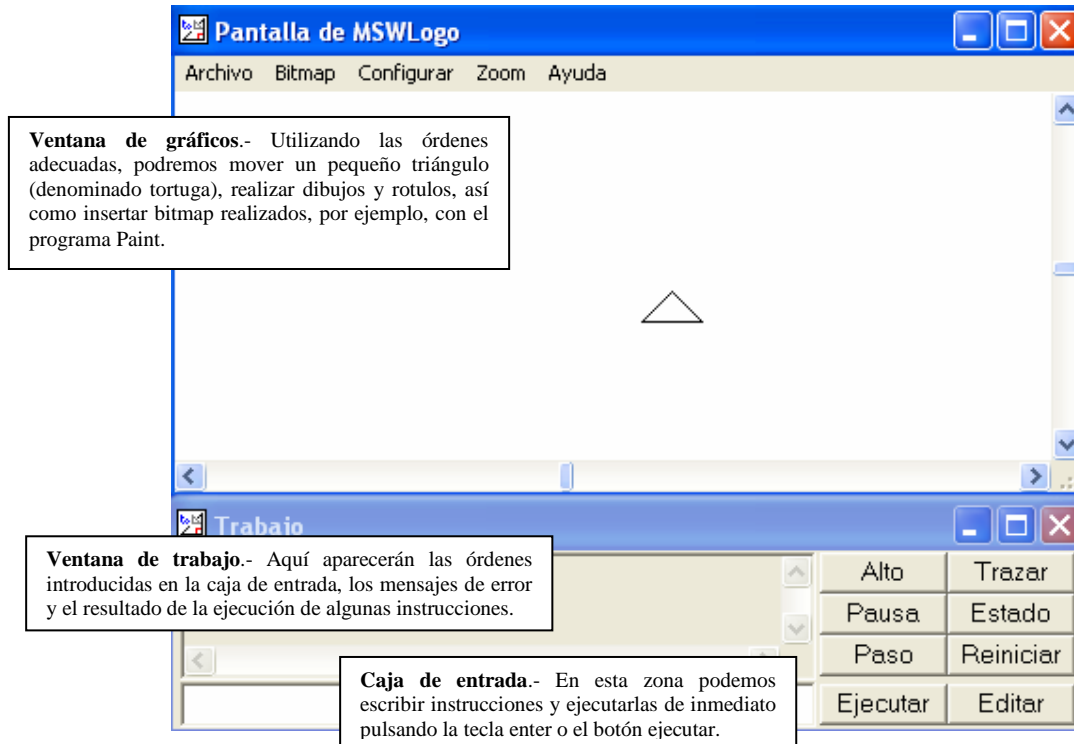 Pantalla de MSWLogo
Archivo Bitmap Configurar Zoom Ayuda
Ventana de gráficos.- Utilizando las órdenes
adecuadas, podremos mover un pequeño triángulo
(denominado tortuga), realizar dibujos y rotulos, así
como insertar bitmap realizados, por ejemplo, con el
programa Paint.
Trabajo
Ventana de trabajo.- Aquí aparecerán las órdenes
introducidas en la caja de entrada, los mensajes de error
y el resultado de la ejecución de algunas instrucciones.
Alto Trazar
Pausa Estado
Paso Reiniciar
Ejecutar Editar
Caja de entrada.- En esta zona podemos
escribir instrucciones y ejecutarlas de inmediato
pulsando la tecla enter o el botón ejecutar.